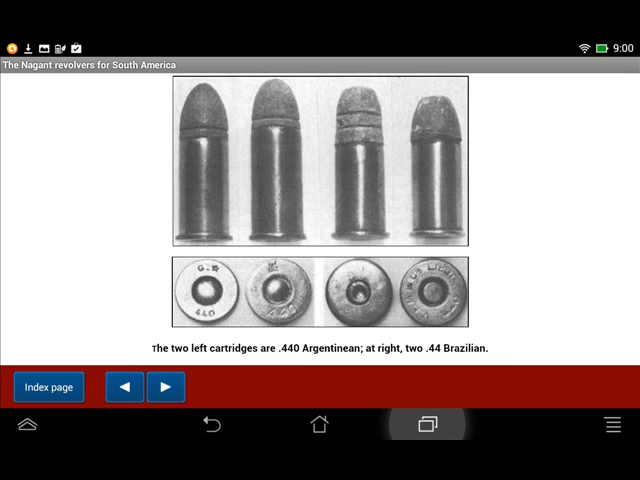 9:00
The Nagant revolvers for South America
G.
440
440
The two left cartridges are .440 Argentinean; at right, two .44 Brazilian.
Index page